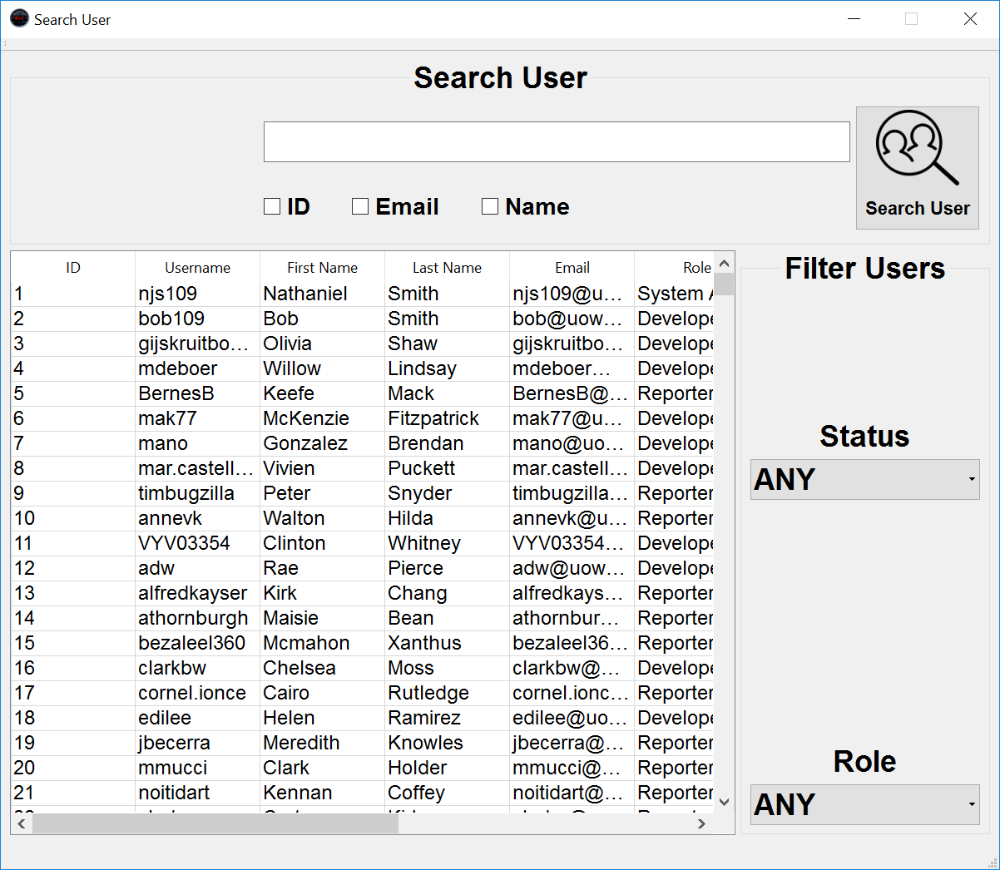 Search User
Search User
ID Email Name
Search User
ID Username First Name Last Name Email Role
1 njs109 Nathaniel Smith njs109@u… System A
2 bob109 Bob Smith bob@uow… Develope
3 gijskruitbo… Olivia Shaw gijskruitbo… Develope
4 mdeboer Willow Lindsay mdeboer… Develope
5 BernesB Keefe Mack BernesB@… Reporter
6 mak77 McKenzie Fitzpatrick mak77@u… Develope
7 mano Gonzalez Brendan mano@uo… Develope
8 mar.castell… Vivien Puckett mar.castell… Develope
9 timbugzilla Peter Snyder timbugzilla… Reporter
10 annevk Walton Hilda annevk@u… Reporter
11 VYV03354 Clinton Whitney VYV03354… Develope
12 adw Rae Pierce adw@uow… Develope
13 alfredkayser Kirk Chang alfredkays… Reporter
14 athornburgh Maisie Bean athornbur… Reporter
15 bezaleel360 Mcmahon Xanthus bezaleel36… Reporter
16 clarkbw Chelsea Moss clarkbw@… Develope
17 cornel.ionce Cairo Rutledge cornel.ionc… Reporter
18 edilee Helen Ramirez edilee@uo… Develope
19 jbecerra Meredith Knowles jbecerra@… Reporter
20 mmucci Clark Holder mmucci@… Reporter
21 noitidart Kennan Coffey noitidart@… Reporter
Filter Users
Status
ANY
Role
ANY